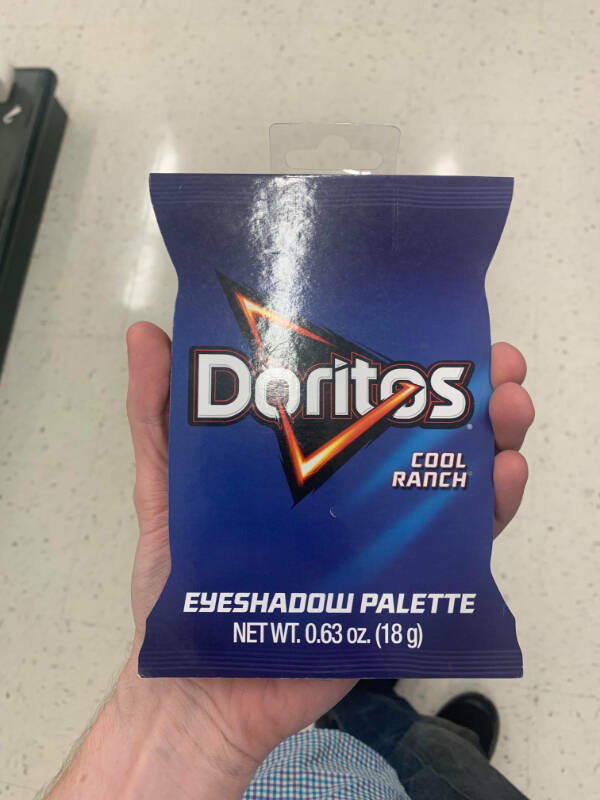 Doritos®
COOL
RANCH®
EYESHADOW PALETTE
NET WT. 0.63 oz. (18 g)